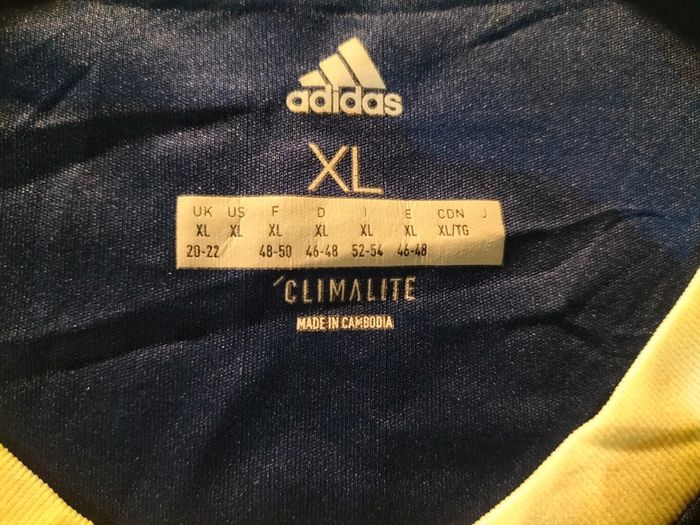 adidas
XL
UK US F D I E CDN J
XL XL XL XL XL XL XL/TG
20-22 48-50 46-48 52-54 46-48
CLIMALITE
MADE IN CAMBODIA